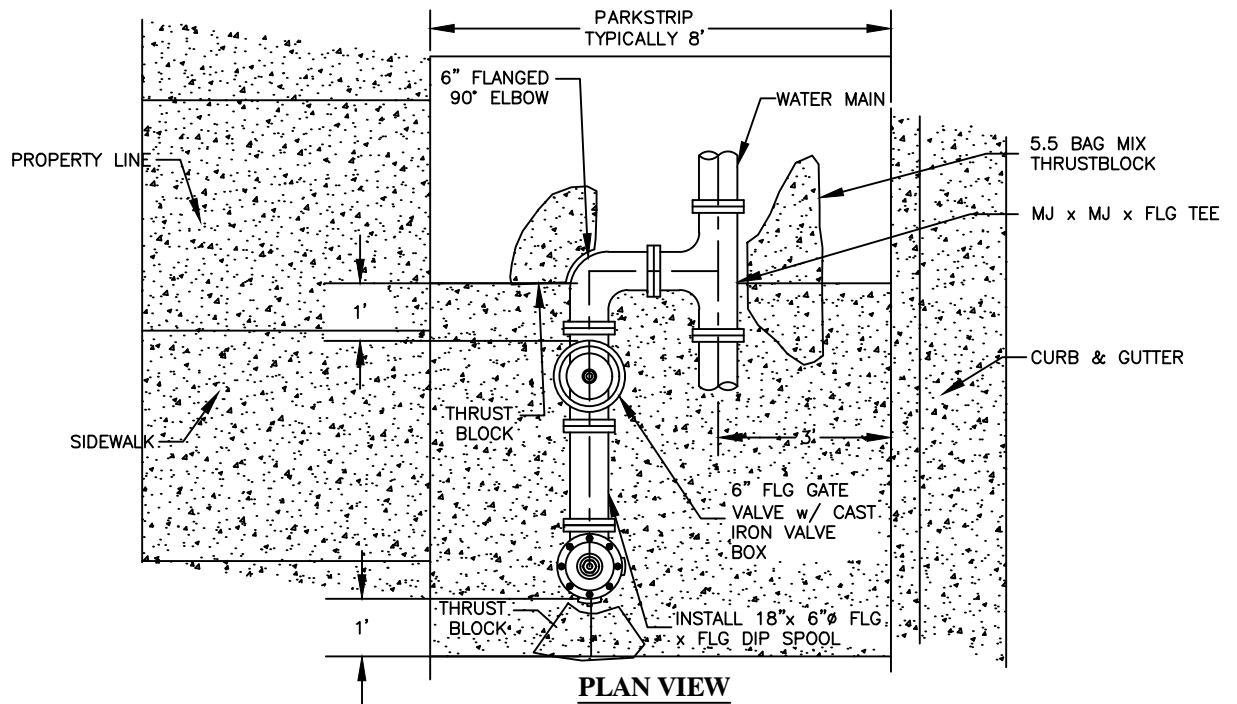 PARKSTRIP
TYPICALLY 8'
6" FLANGED
90° ELBOW
WATER MAIN
PROPERTY LINE
5.5 BAG MIX
THRUSTBLOCK
MJ x MJ x FLG TEE
1'
CURB & GUTTER
THRUST
BLOCK
SIDEWALK
3'
6" FLG GATE
VALVE w/ CAST
IRON VALVE
BOX
THRUST
BLOCK
1'
INSTALL 18"x 6"ø FLG
x FLG DIP SPOOL
PLAN VIEW